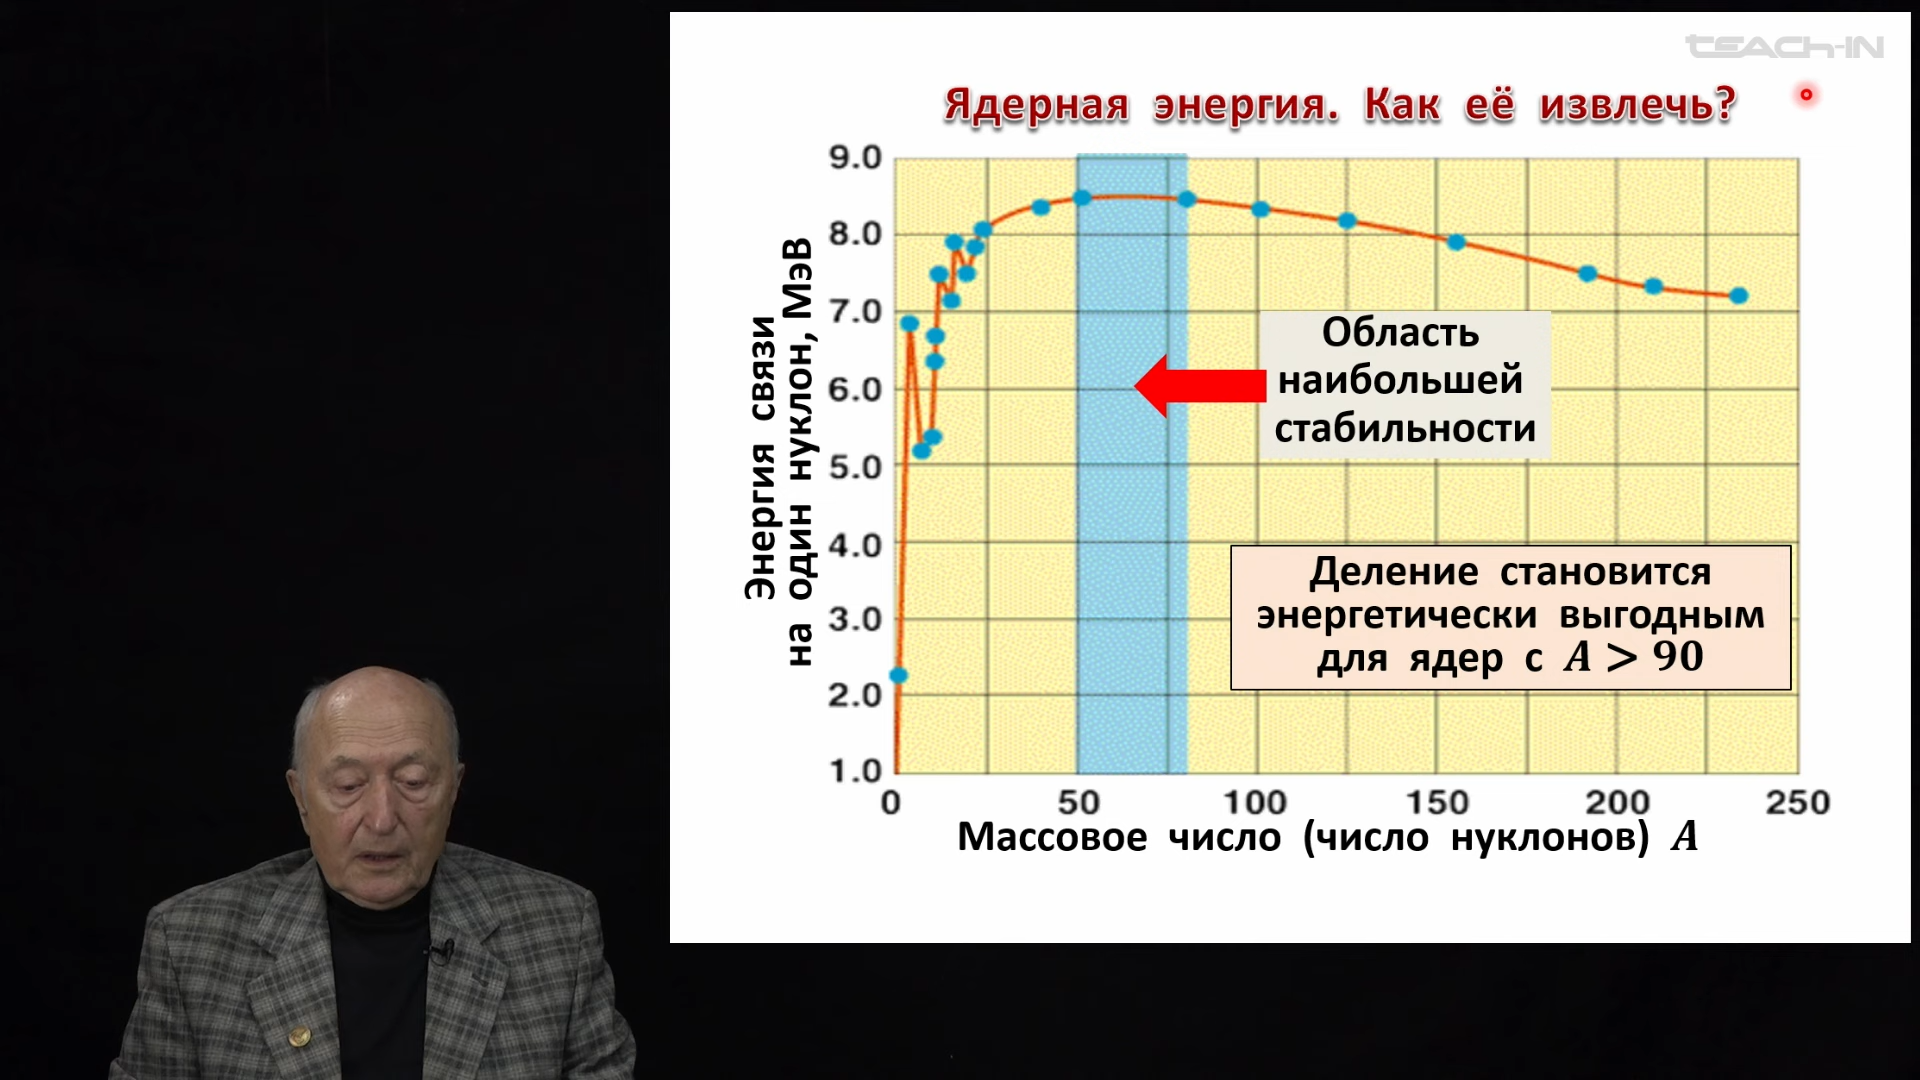 TEACH-IN
Ядерная энергия. Как её извлечь?
9.0
8.0
7.0
6.0
5.0
4.0
3.0
2.0
1.0
Энергия связи
на один нуклон, МэВ
Область
наибольшей
стабильности
Деление становится
энергетически выгодным
для ядер с A > 90
0 50 100 150 200 250
Массовое число (число нуклонов) A